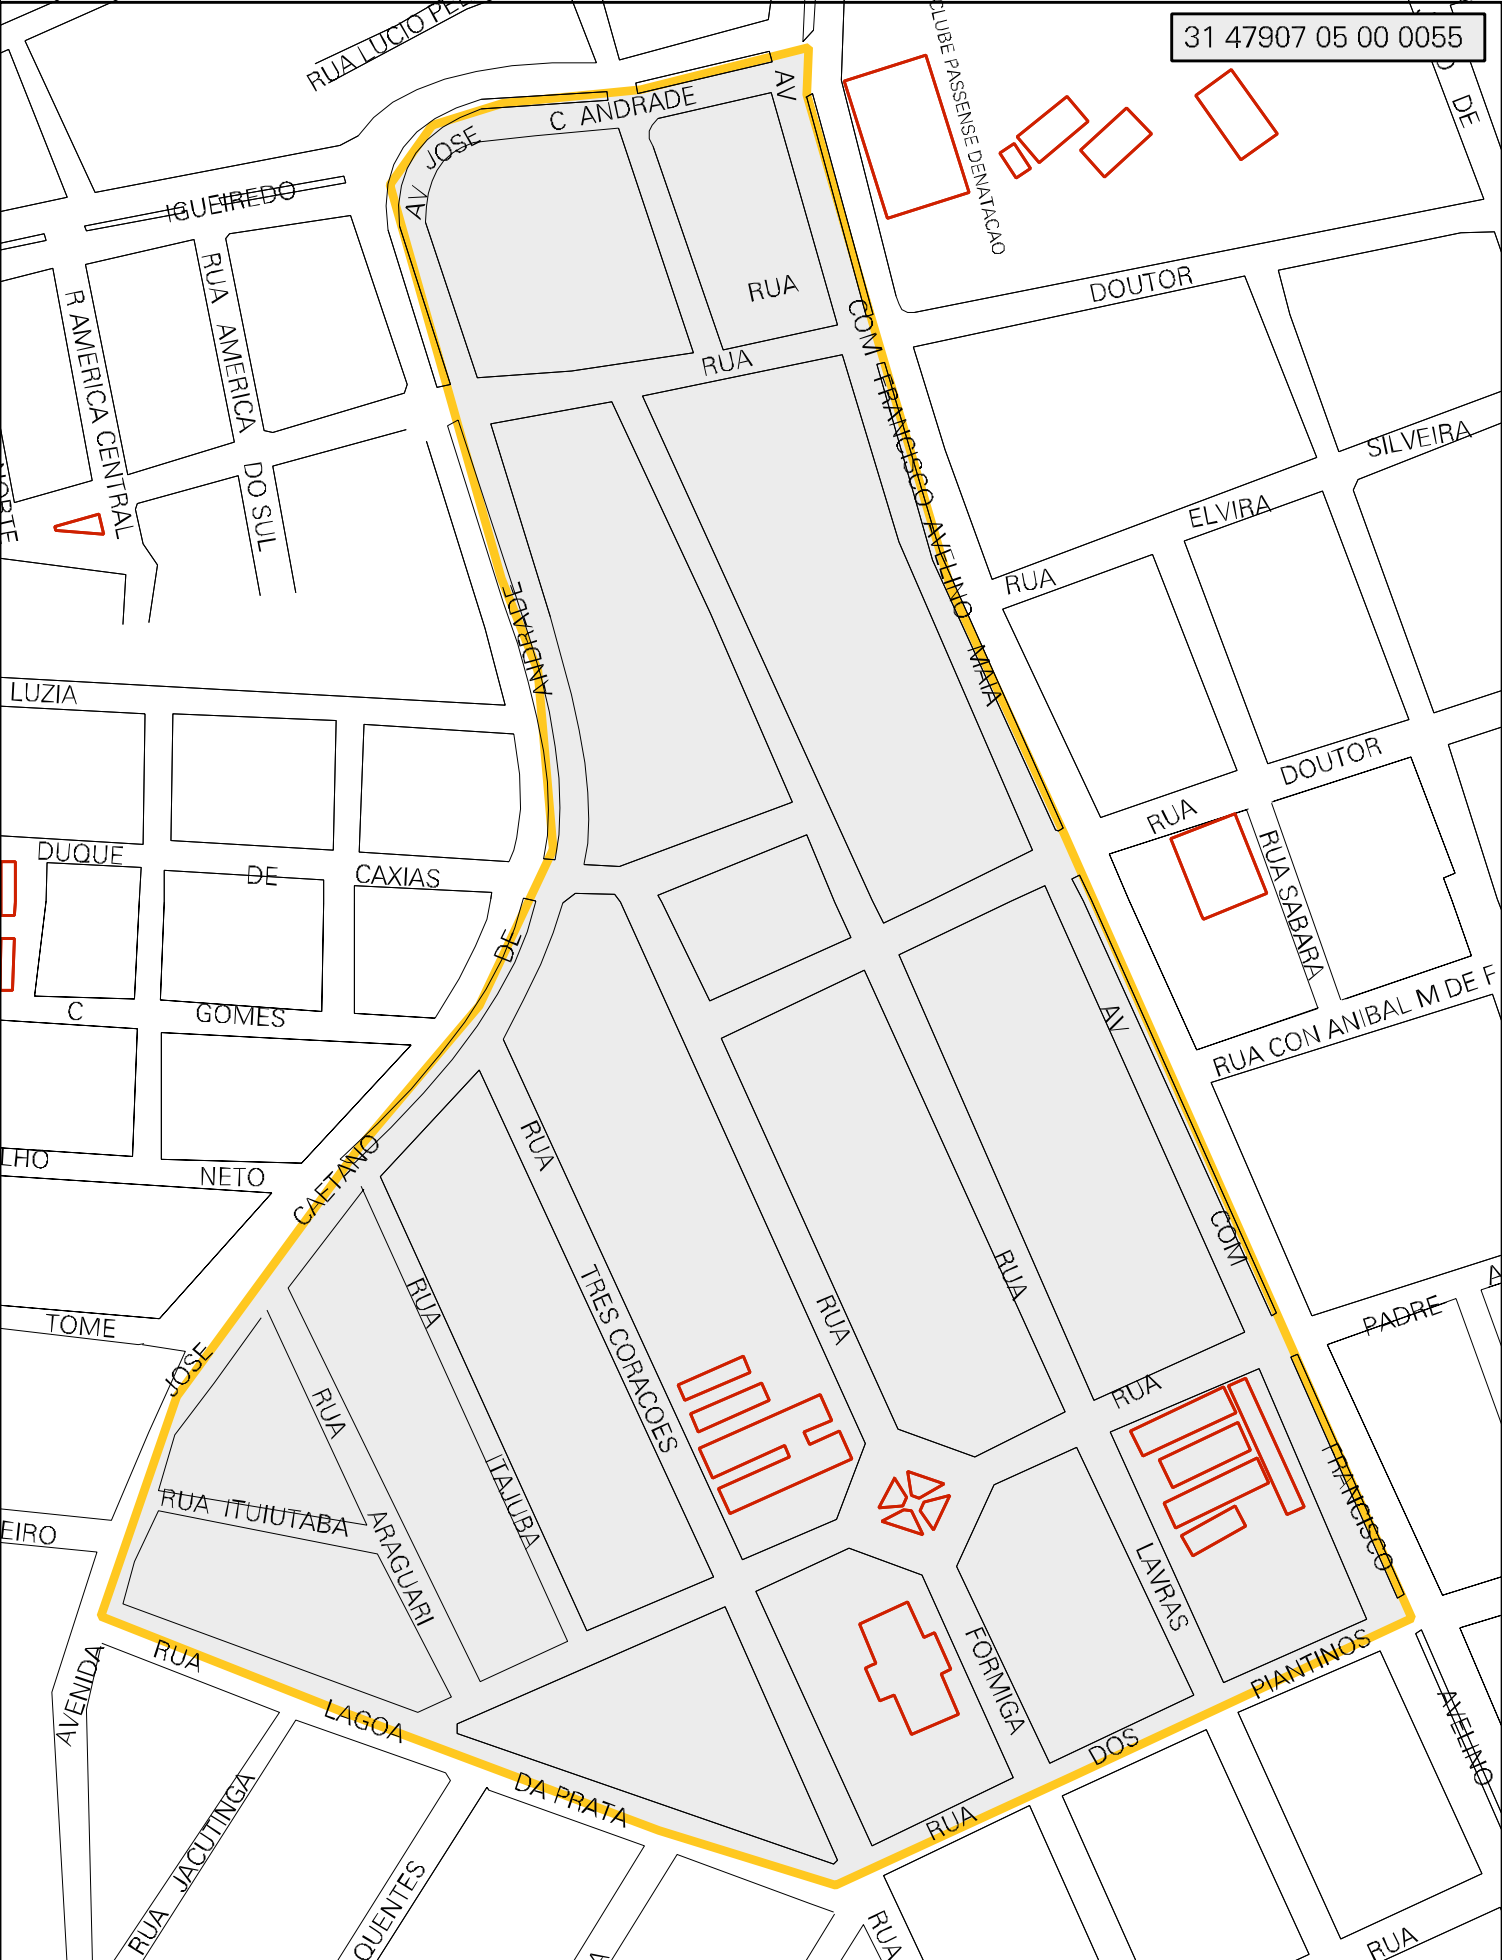 31 47907 05 00 0055
CLUBE PASSENSE DENATACAO
DE
C ANDRADE
AV
JOSE
AV
IGUEIREDO
RUA AMERICA DO SUL
R AMERICA CENTRAL
RUA
RUA
DOUTOR
COM FRANCISCO AVELINO MAIA
SILVEIRA
ELVIRA
RUA
ANDRADE
LUZIA
DOUTOR
RUA
RUA SABARA
DUQUE DE CAXIAS
DE
C GOMES
RUA CON ANIBAL M DE F
AV
LHO NETO
CAETANO
RUA
TRES CORACOES
RUA
RUA
RUA
COM
TOME
JOSE
PADRE
RUA
RUA
ITAJUBA
RUA ITUIUTABA
ARAGUARI
EIRO
FRANCISCO
LAVRAS
FORMIGA
PIANTINOS
DOS
RUA
RUA
LAGOA
DA PRATA
AVENIDA
AVELINO
RUA JACUTINGA
QUENTES
RUA
RUA